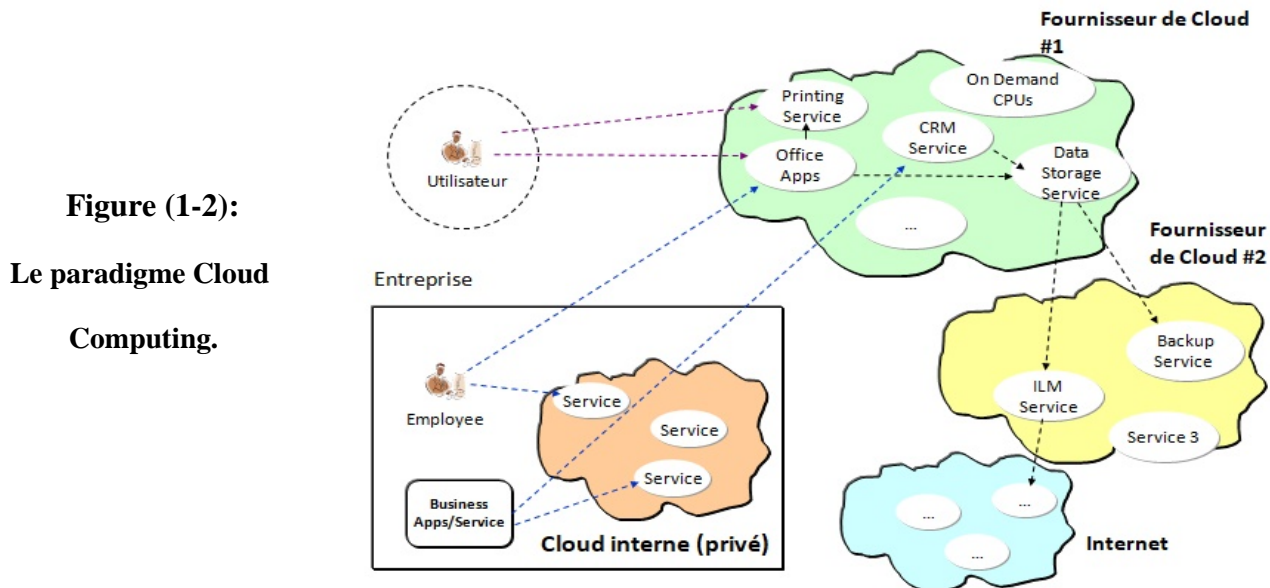 Figure (1-2):
Le paradigme Cloud
Computing.
Fournisseur de Cloud
#1
On Demand
CPUs
Printing
Service
CRM
Service
Office
Apps
Data
Storage
Service
...
Utilisateur
Fournisseur
de Cloud #2
Backup
Service
ILM
Service
Service 3
Entreprise
Employee
Service
Service
Service
Business
Apps/Service
Cloud interne (privé)
...
...
...
Internet